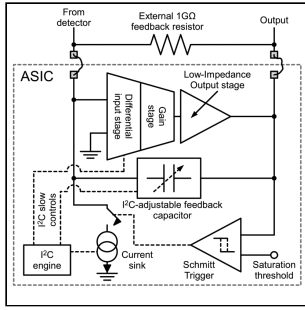 From
detector
External 1GΩ
feedback resistor
Output
ASIC
Differential
input stage
Gain
stage
Low-Impedance
Output stage
I²C-adjustable feedback
capacitor
I²C slow
controls
I²C
engine
Current
sink
Schmitt
Trigger
Saturation
threshold